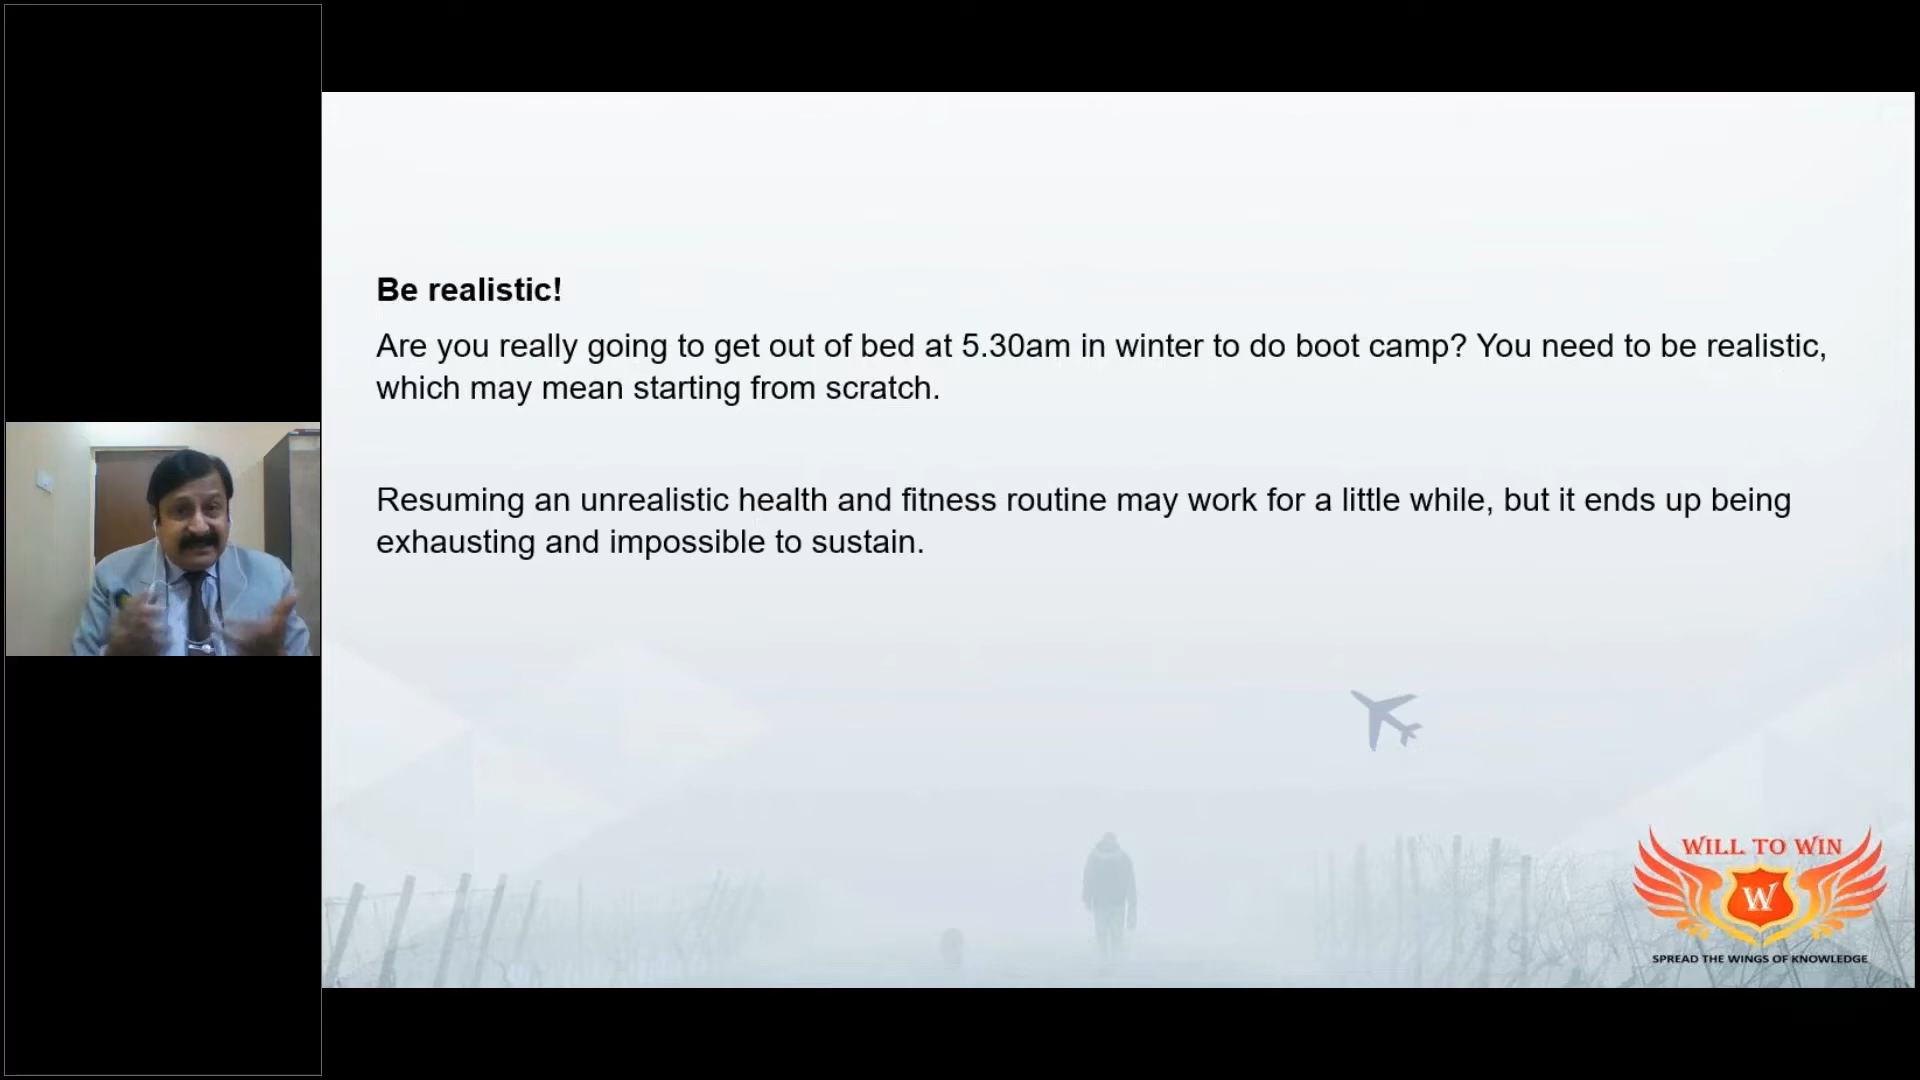 Be realistic!
Are you really going to get out of bed at 5.30am in winter to do boot camp? You need to be realistic,
which may mean starting from scratch.
Resuming an unrealistic health and fitness routine may work for a little while, but it ends up being
exhausting and impossible to sustain.
WILL TO WIN
W
SPREAD THE WINGS OF KNOWLEDGE